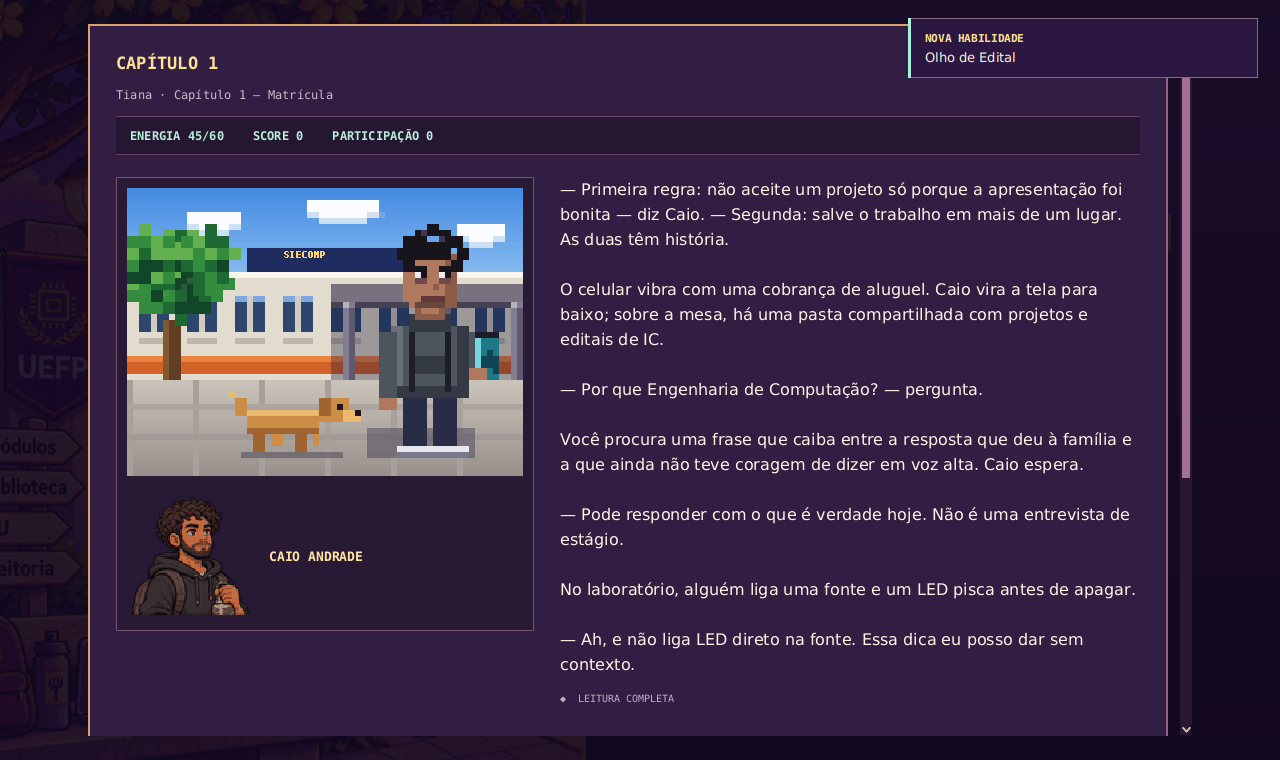 NOVA HABILIDADE
Olho de Edital
CAPÍTULO 1
Tiana · Capítulo 1 — Matrícula
ENERGIA 45/60 SCORE 0 PARTICIPAÇÃO 0
SIECOMP
CAIO ANDRADE
— Primeira regra: não aceite um projeto só porque a apresentação foi
bonita — diz Caio. — Segunda: salve o trabalho em mais de um lugar.
As duas têm história.
O celular vibra com uma cobrança de aluguel. Caio vira a tela para
baixo; sobre a mesa, há uma pasta compartilhada com projetos e
editais de IC.
— Por que Engenharia de Computação? — pergunta.
Você procura uma frase que caiba entre a resposta que deu à família e
a que ainda não teve coragem de dizer em voz alta. Caio espera.
— Pode responder com o que é verdade hoje. Não é uma entrevista de
estágio.
No laboratório, alguém liga uma fonte e um LED pisca antes de apagar.
— Ah, e não liga LED direto na fonte. Essa dica eu posso dar sem
contexto.
◆ LEITURA COMPLETA
UEFP
ódulos
blioteca
U
eitoria